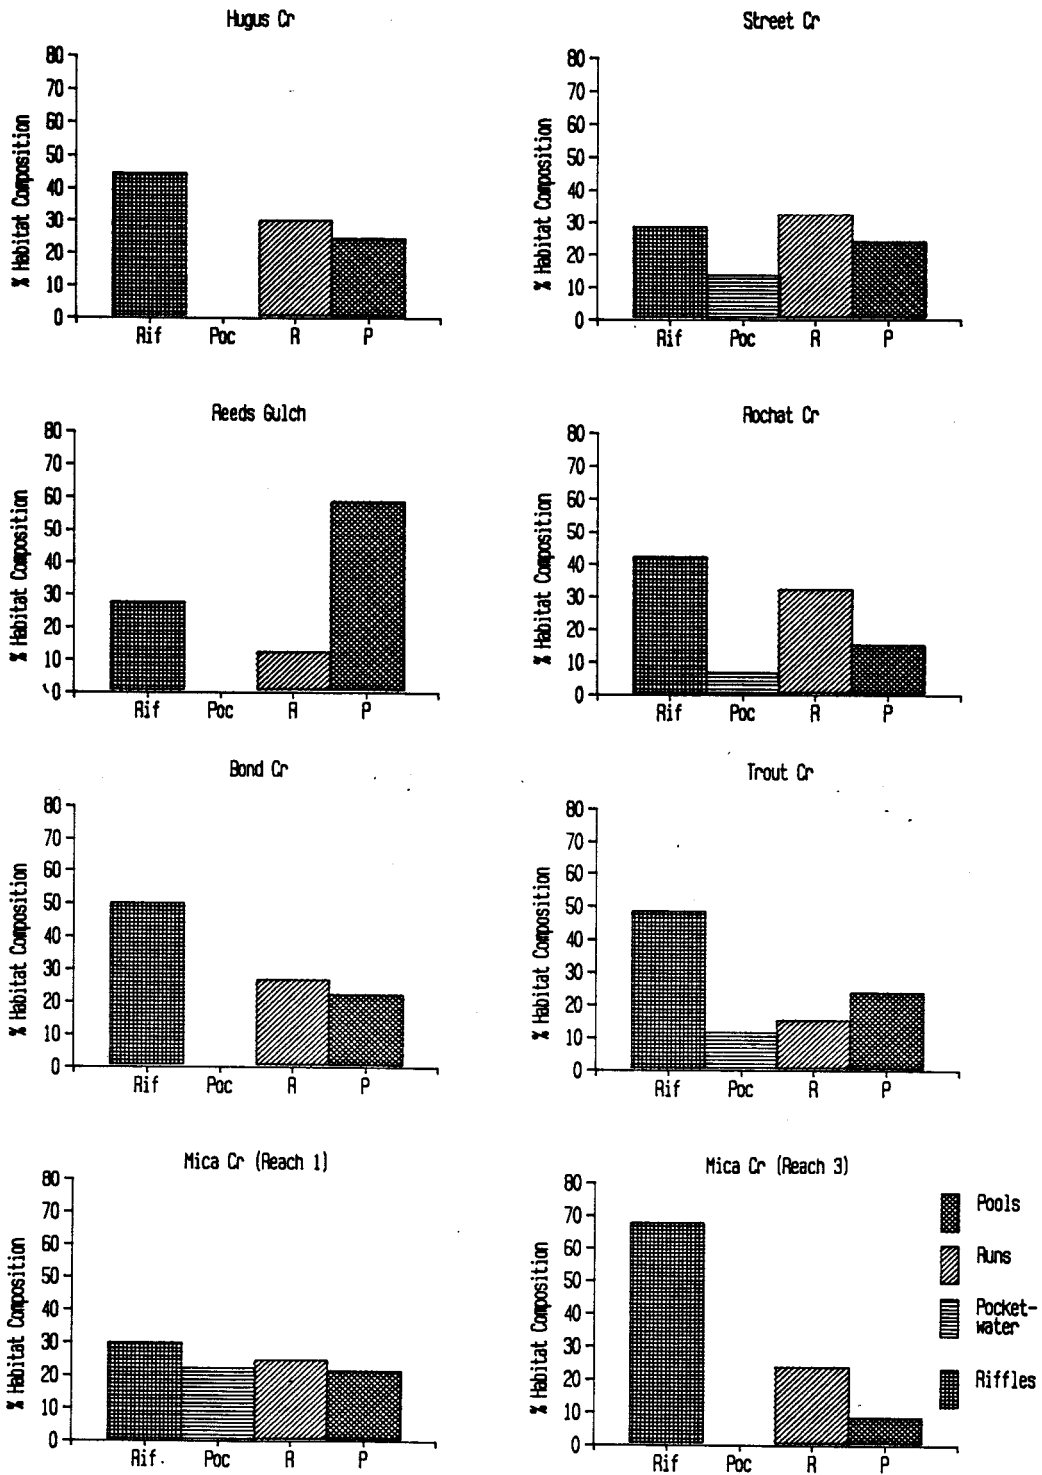 Hugus Cr
% Habitat Composition
80
70
60
50
40
30
20
10
0
Rif Poc R P
Street Cr
% Habitat Composition
80
70
60
50
40
30
20
10
0
Rif Poc R P
Reeds Gulch
% Habitat Composition
80
70
60
50
40
30
20
10
0
Rif Poc R P
Rochat Cr
% Habitat Composition
80
70
60
50
40
30
20
10
0
Rif Poc R P
Bond Cr
% Habitat Composition
80
70
60
50
40
30
20
10
0
Rif Poc R P
Trout Cr
% Habitat Composition
80
70
60
50
40
30
20
10
0
Rif Poc R P
Mica Cr (Reach 1)
% Habitat Composition
80
70
60
50
40
30
20
10
0
Rif Poc R P
Mica Cr (Reach 3)
% Habitat Composition
80
70
60
50
40
30
20
10
0
Rif Poc R P
Pools
Runs
Pocket-
water
Riffles